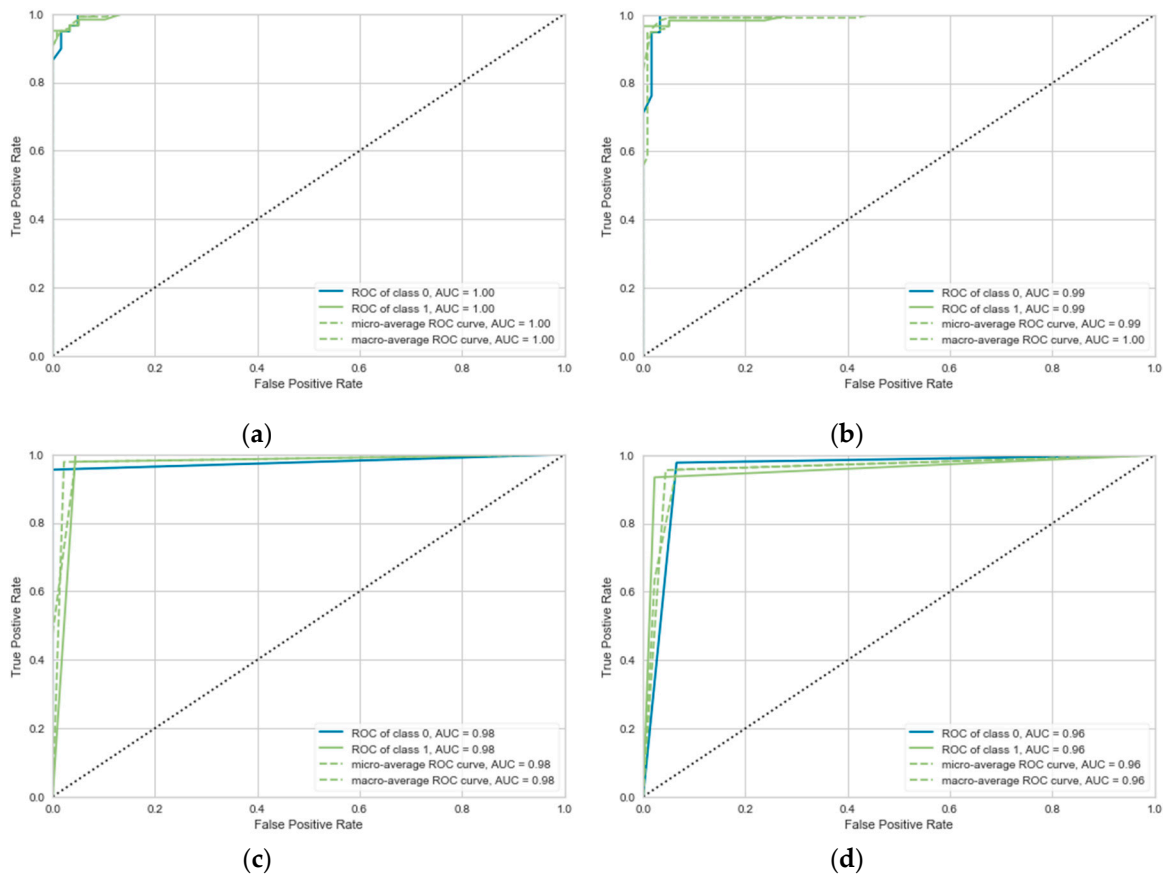 1.0
0.8
0.6
0.4
0.2
0.0
True Postive Rate
ROC of class 0, AUC = 1.00
ROC of class 1, AUC = 1.00
micro-average ROC curve, AUC = 1.00
macro-average ROC curve, AUC = 1.00
0.0 0.2 0.4 0.6 0.8 1.0
False Positive Rate
(a)
1.0
0.8
0.6
0.4
0.2
0.0
True Postive Rate
ROC of class 0, AUC = 0.99
ROC of class 1, AUC = 0.99
micro-average ROC curve, AUC = 0.99
macro-average ROC curve, AUC = 1.00
0.0 0.2 0.4 0.6 0.8 1.0
False Positive Rate
(b)
1.0
0.8
0.6
0.4
0.2
0.0
True Postive Rate
ROC of class 0, AUC = 0.98
ROC of class 1, AUC = 0.98
micro-average ROC curve, AUC = 0.98
macro-average ROC curve, AUC = 0.98
0.0 0.2 0.4 0.6 0.8 1.0
False Positive Rate
(c)
1.0
0.8
0.6
0.4
0.2
0.0
True Postive Rate
ROC of class 0, AUC = 0.96
ROC of class 1, AUC = 0.96
micro-average ROC curve, AUC = 0.96
macro-average ROC curve, AUC = 0.96
0.0 0.2 0.4 0.6 0.8 1.0
False Positive Rate
(d)